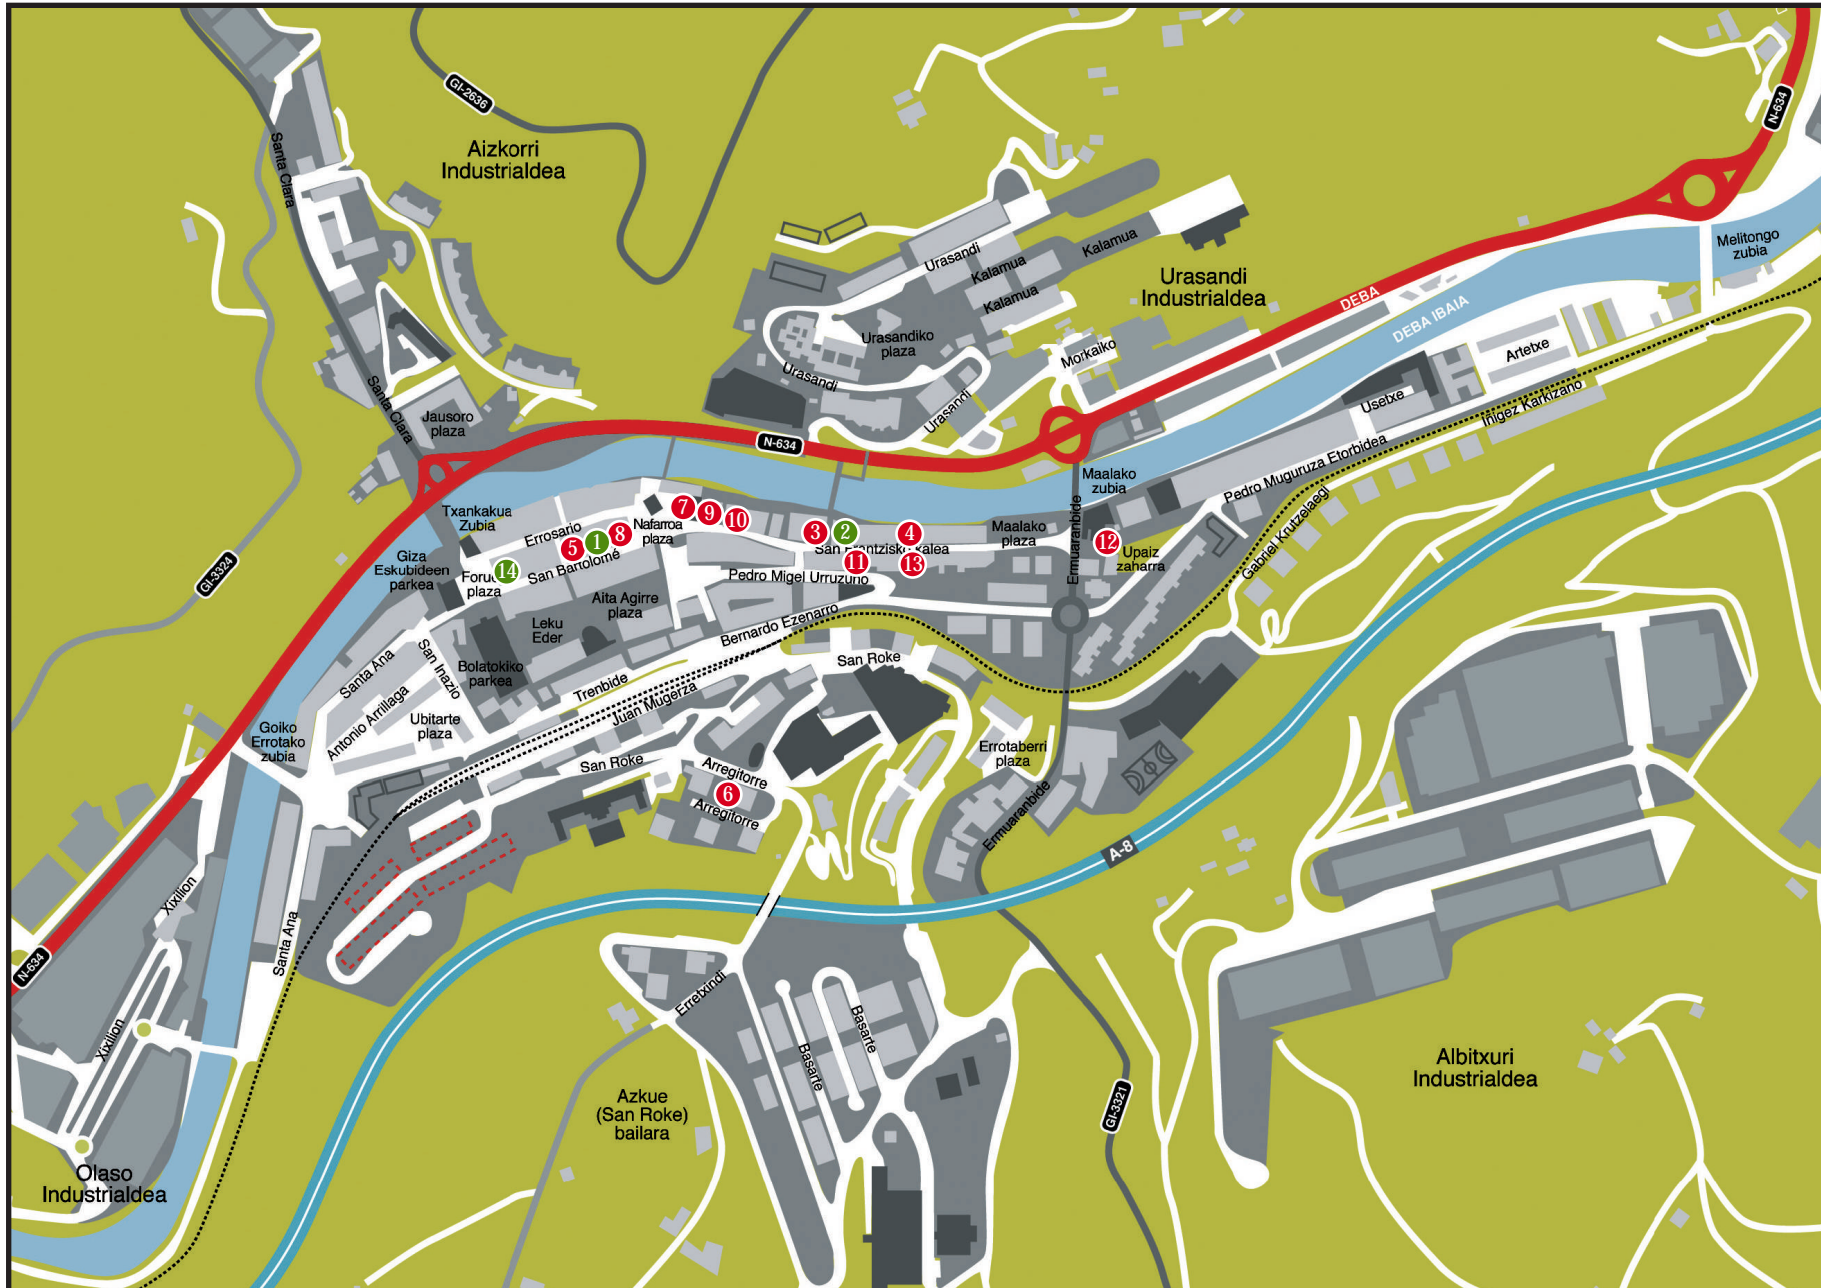 N-634
GI-2636
Santa Clara
Aizkorri
Industrialdea
Urasandi
Kalamua
Kalamua
Kalamua
Melitongo
zubia
Urasandi
Industrialdea
DEBA
DEBA IBAIA
Urasandiko
plaza
Morkaiko
Artetxe
Urasandi
Urasandi
Usetxe
Iñigez Karkizano
Santa Clara
Jausoro
plaza
N-634
Pedro Muguruza Etorbidea
Maalako
zubia
Gabriel Krutzelaegi
Txankakua
Zubia
Errosario
Nafarroa
plaza
7
9
10
3
2
4
Maalako
plaza
Ermuaranbide
12
Upaiz
zaharra
5
1
8
San Frantzisko kalea
11
13
San Bartolomé
Giza
Eskubideen
parkea
14
plaza
Pedro Migel Urruzuno
GI-3324
Aita Agirre
plaza
Leku
Eder
Bernardo Ezenarro
San Inazio
Santa Ana
Bolatokiko
parkea
San Roke
Trenbide
Juan Mugerza
Antonio Arrillaga
Ubitarte
plaza
Goiko
Errotako
zubia
Errotaberri
plaza
San Roke
Arregitorre
6
Arregitorre
Ermuaranbide
A-8
Xixilion
Santa Ana
N-634
Erretxindi
Basarte
Basarte
Xixilion
Azkue
(San Roke)
bailara
GI-3321
Albitxuri
Industrialdea
Olaso
Industrialdea